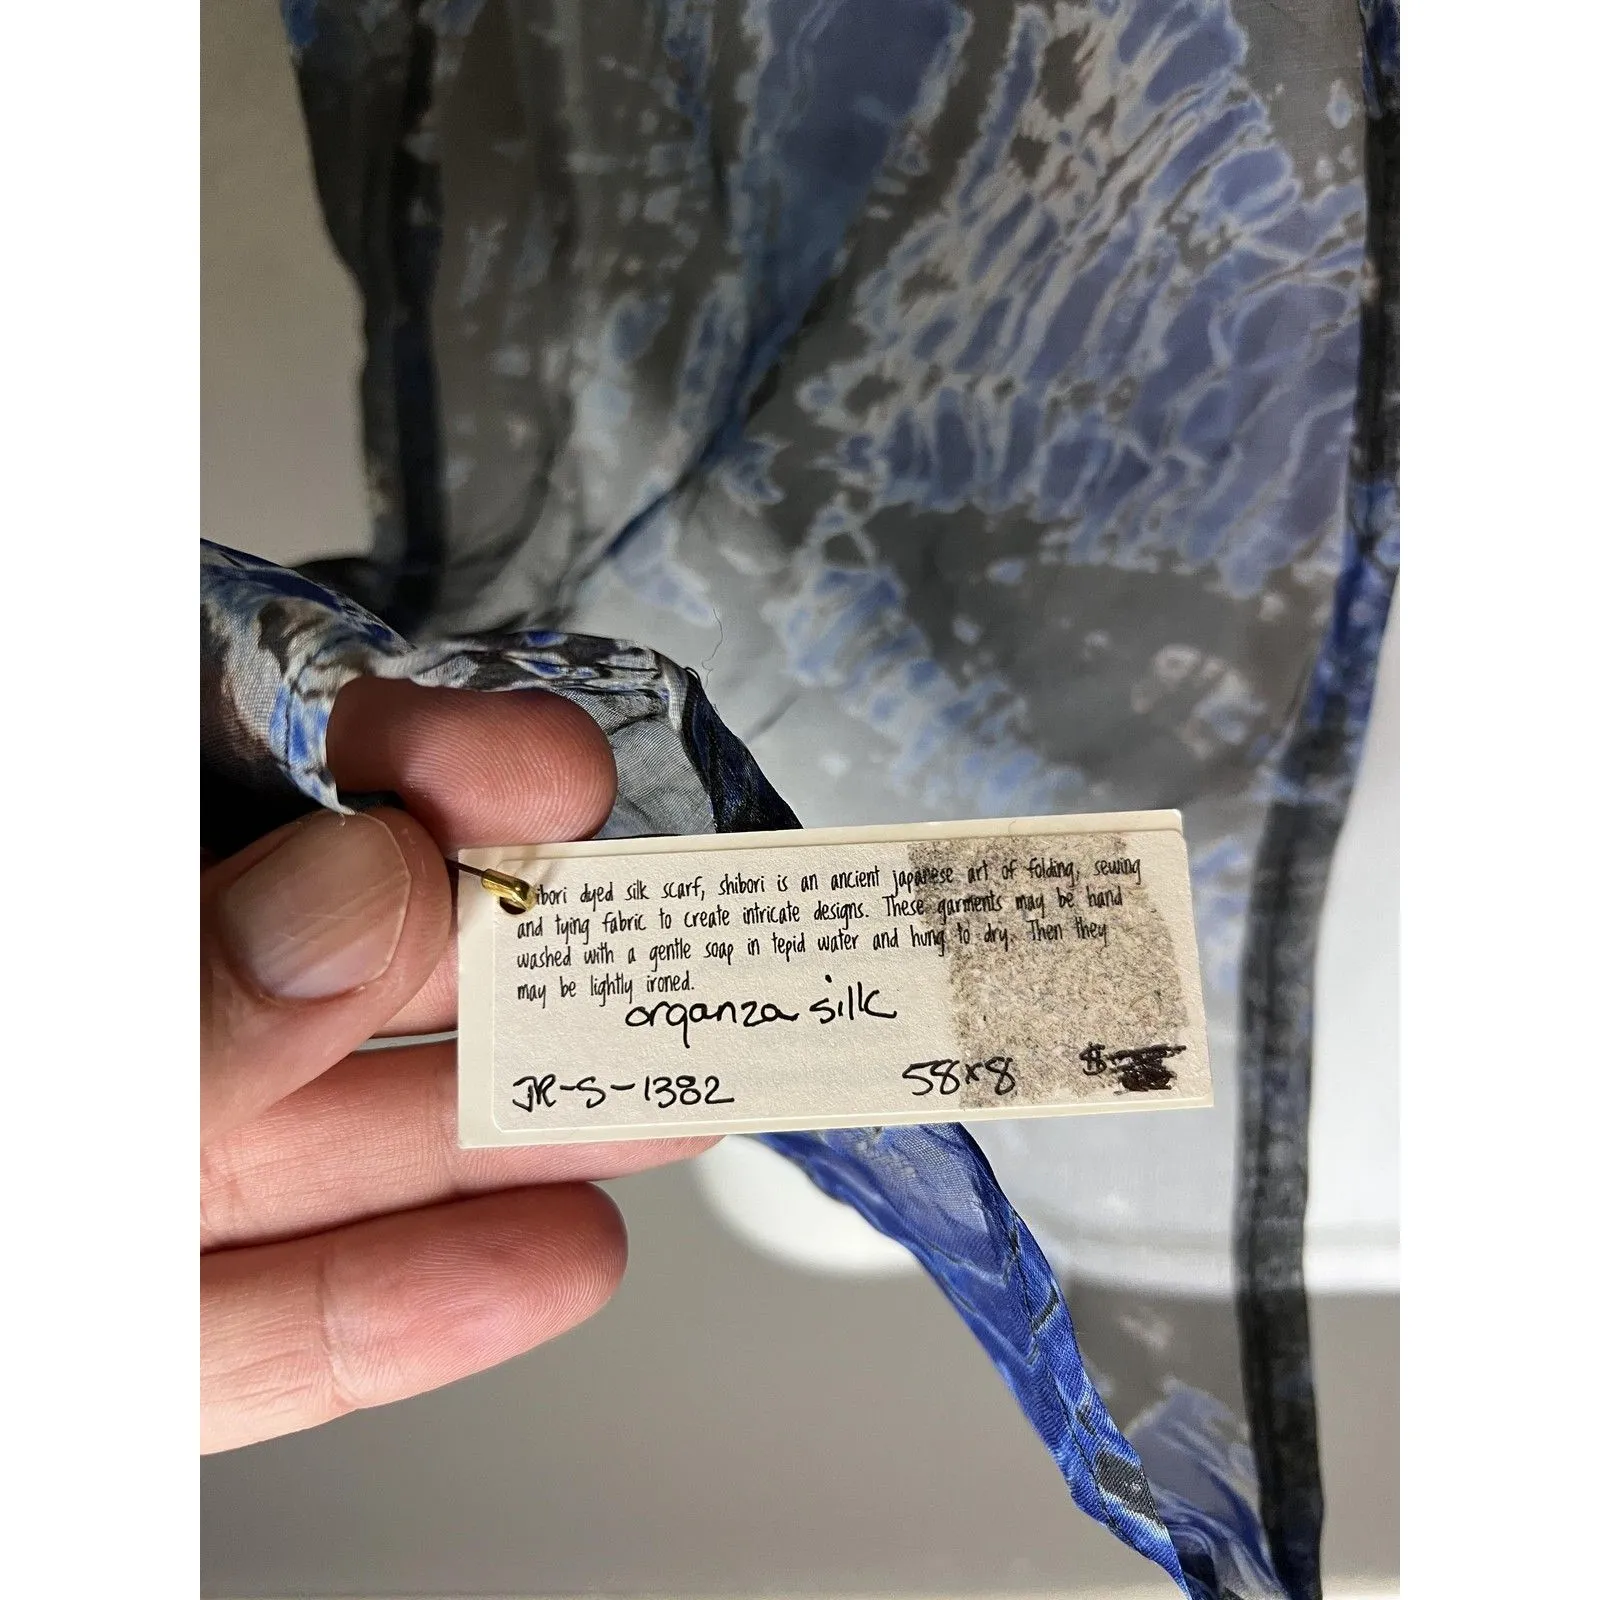 ibori dyed silk scarf, shibori is an ancient japanese art of folding, sewing
and tying fabric to create intricate designs. These garments may be hand
washed with a gentle soap in tepid water and hung to dry. Then they
may be lightly ironed.
organza silk
JR-S-1382 58x8 $